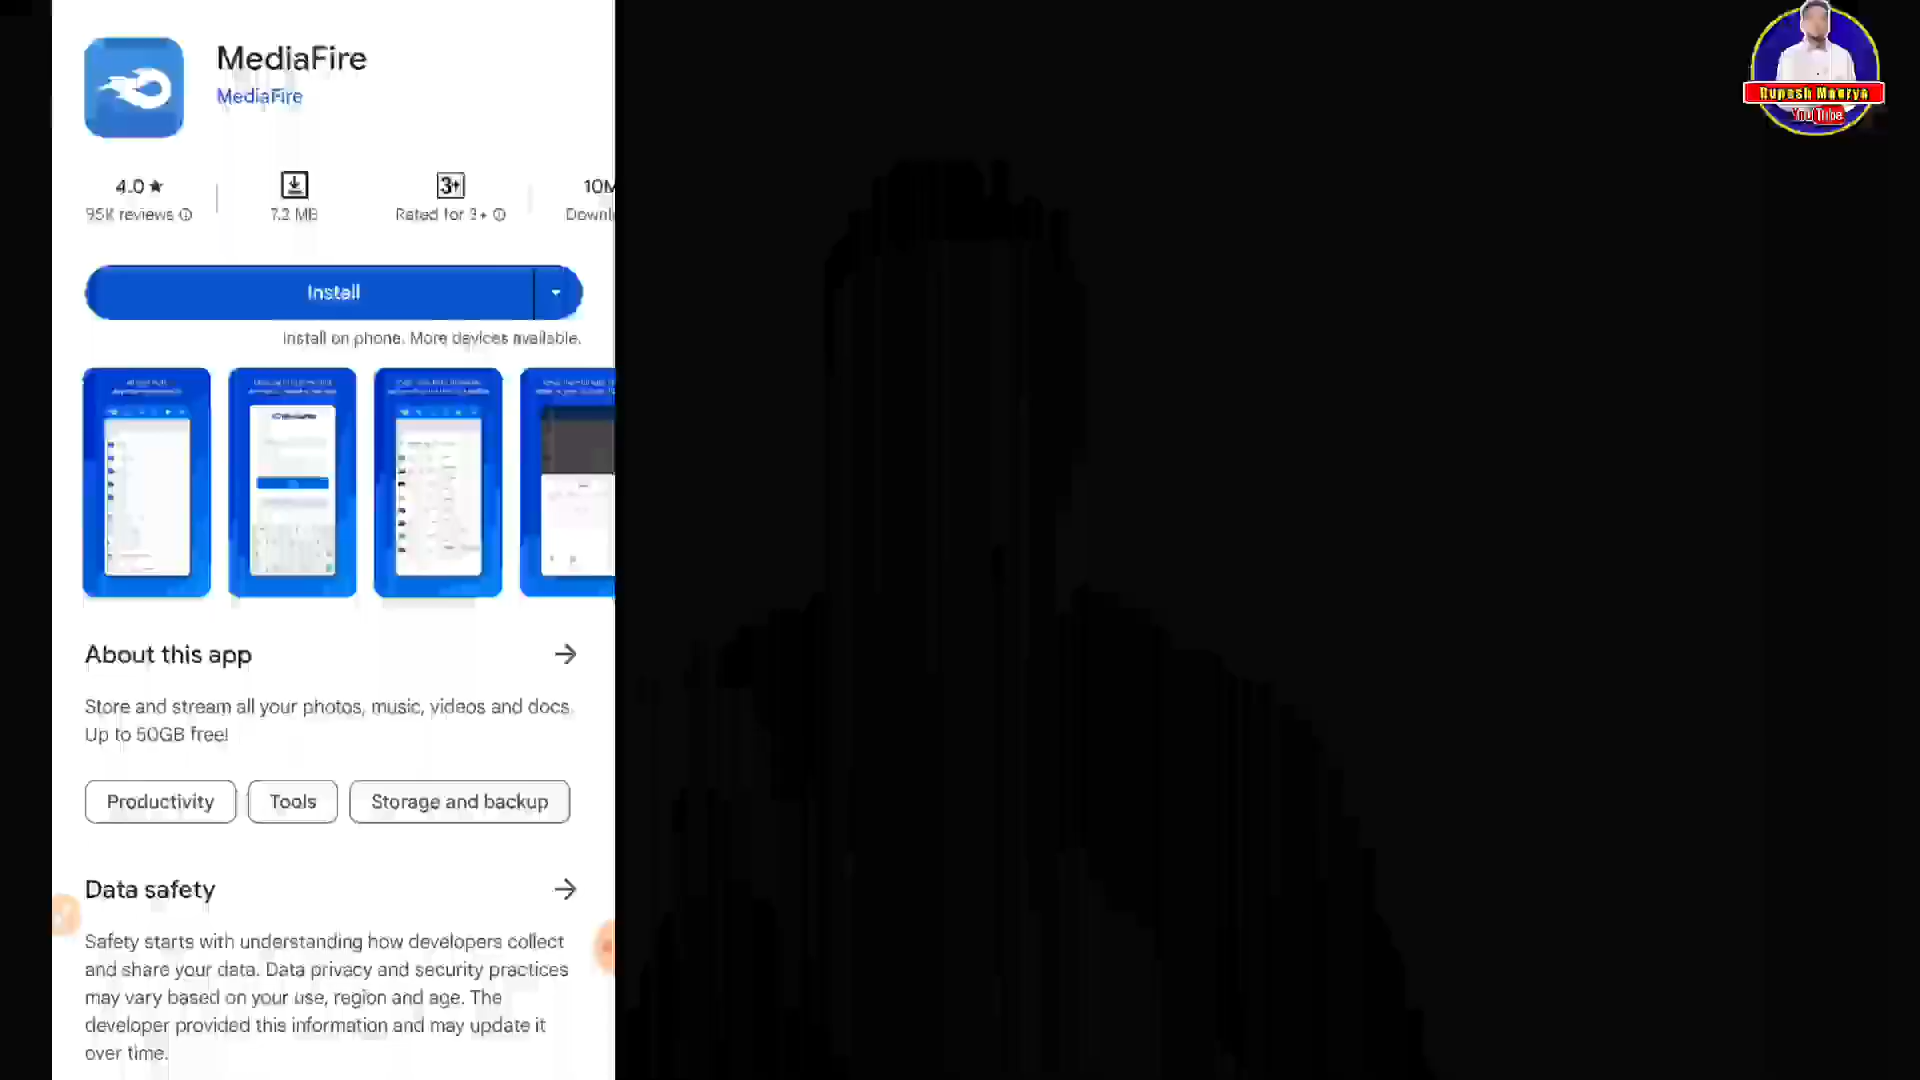 MediaFire
MediaFire
4.0 ★
95K reviews
7.2 MB
3+
Rated for 3+
10M
Downl
Install
Install on phone. More devices available.
About this app
Store and stream all your photos, music, videos and docs.
Up to 50GB free!
Productivity
Tools
Storage and backup
Data safety
Safety starts with understanding how developers collect
and share your data. Data privacy and security practices
may vary based on your use, region and age. The
developer provided this information and may update it
over time.
Rupesh Maurya
YouTube